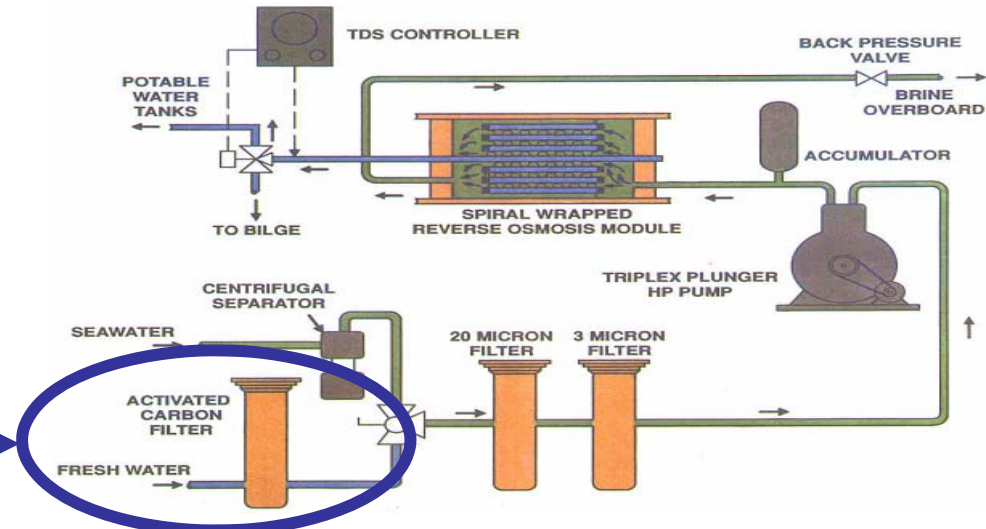 TDS CONTROLLER
BACK PRESSURE
VALVE
POTABLE
WATER
TANKS
BRINE
OVERBOARD
ACCUMULATOR
SPIRAL WRAPPED
REVERSE OSMOSIS MODULE
TO BILGE
TRIPLEX PLUNGER
HP PUMP
CENTRIFUGAL
SEPARATOR
SEAWATER
20 MICRON
FILTER
3 MICRON
FILTER
ACTIVATED
CARBON
FILTER
FRESH WATER